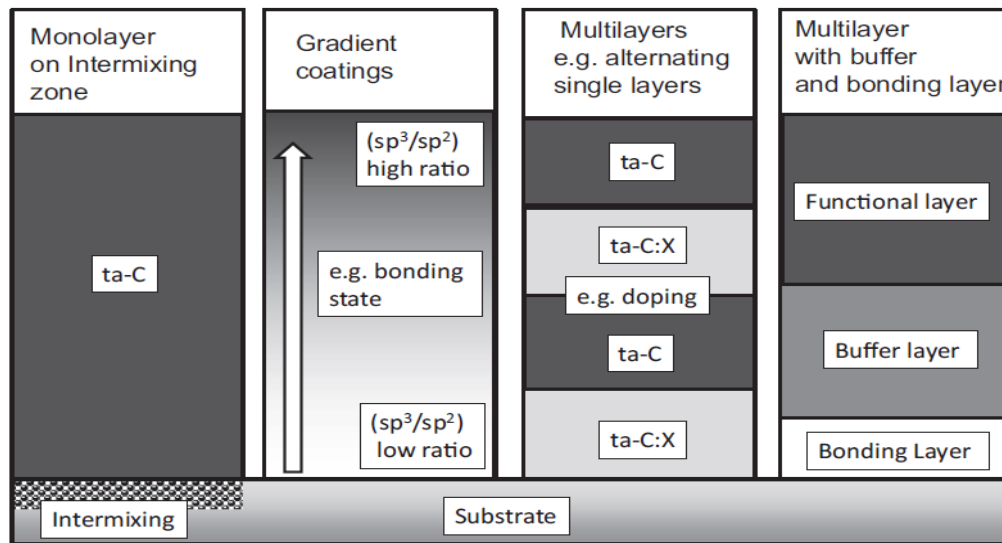 Monolayer
on Intermixing
zone
Gradient
coatings
Multilayers
e.g. alternating
single layers
Multilayer
with buffer
and bonding layer
ta-C
(sp³/sp²)
high ratio
e.g. bonding
state
(sp³/sp²)
low ratio
ta-C
ta-C:X
e.g. doping
ta-C
ta-C:X
Functional layer
Buffer layer
Bonding Layer
Intermixing
Substrate